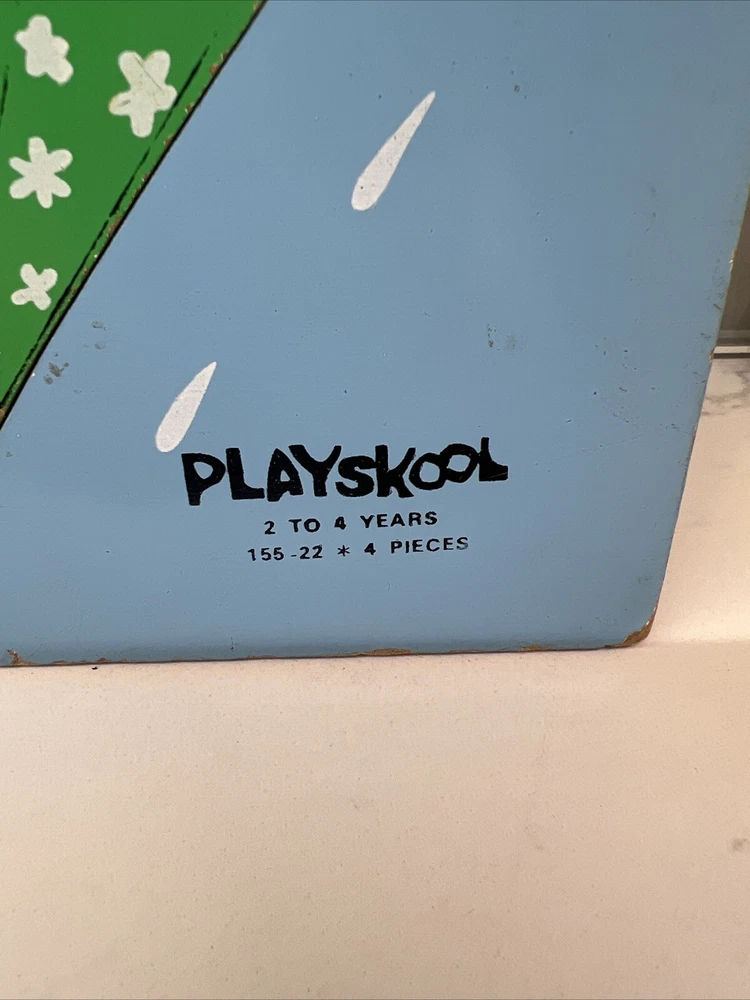 PLAYSKOOL
2 TO 4 YEARS
155-22 * 4 PIECES